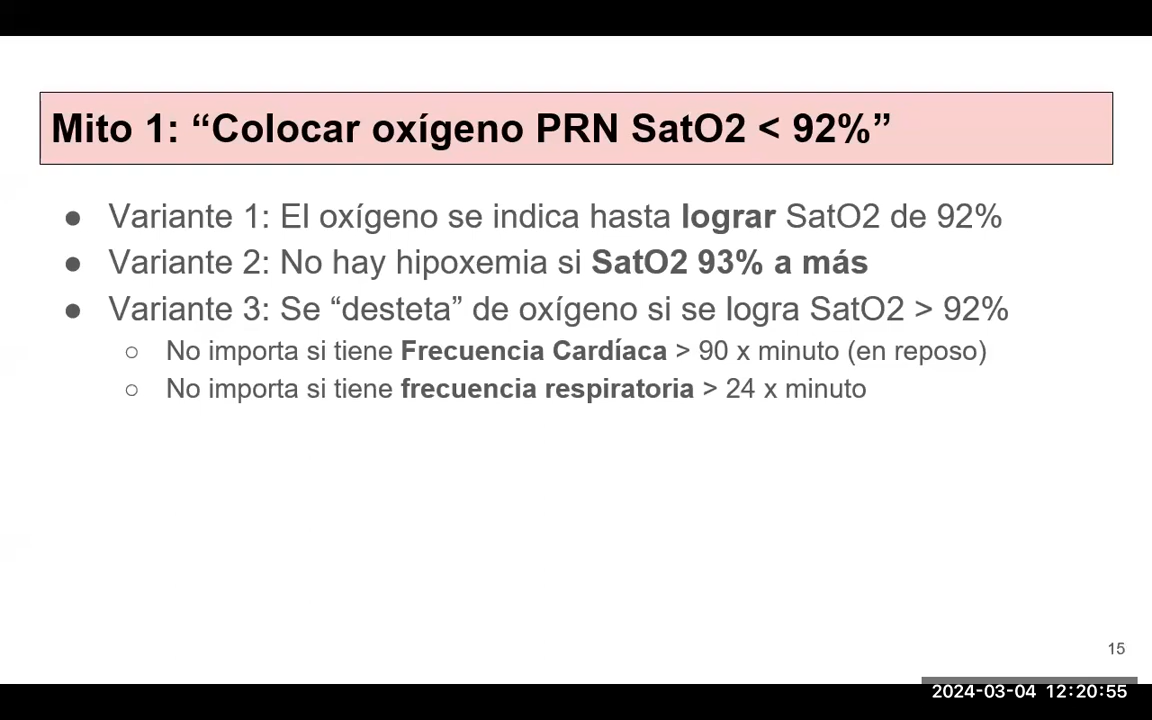 Mito 1: “Colocar oxígeno PRN SatO2 < 92%”
● Variante 1: El oxígeno se indica hasta lograr SatO2 de 92%
● Variante 2: No hay hipoxemia si SatO2 93% a más
● Variante 3: Se “desteta” de oxígeno si se logra SatO2 > 92%
○ No importa si tiene Frecuencia Cardíaca > 90 x minuto (en reposo)
○ No importa si tiene frecuencia respiratoria > 24 x minuto
15
2024-03-04 12:20:55